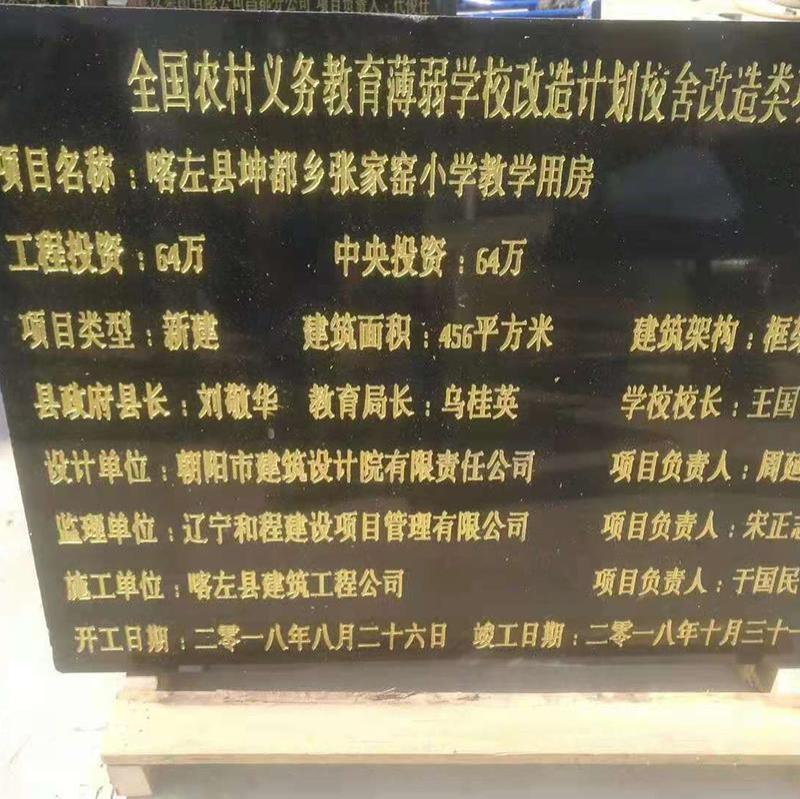 全国农村义务教育薄弱学校改造计划校舍改造类
项目名称：喀左县坤都乡张家窑小学教学用房
工程投资：64万 中央投资：64万
项目类型：新建 建筑面积：456平方米 建筑架构：框架
县政府县长：刘敬华 教育局长：乌桂英 学校校长：王国
设计单位：朝阳市建筑设计院有限责任公司 项目负责人：周延
监理单位：辽宁和程建设项目管理有限公司 项目负责人：宋正志
施工单位：喀左县建筑工程公司 项目负责人：于国民
开工日期：二零一八年八月二十六日 竣工日期：二零一八年十月三十一